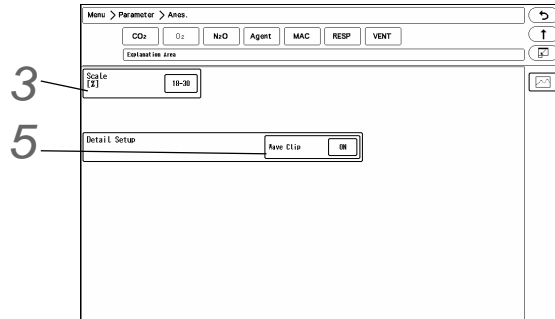 Menu > Parameter > Anes.
CO₂ O₂ N₂O Agent MAC RESP VENT
Explanation Area
3
Scale
[%]
18-30
5
Detail Setup
Wave Clip
ON